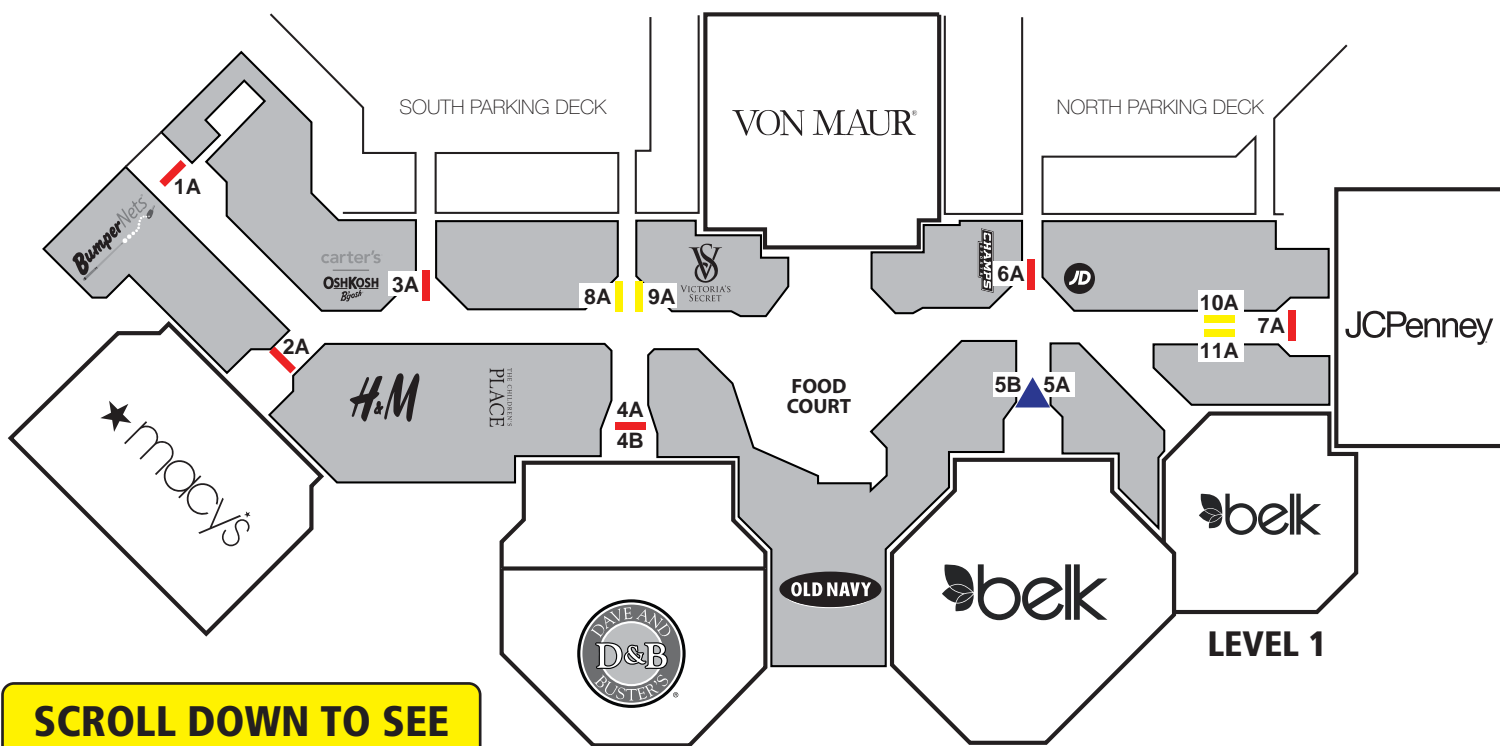 SOUTH PARKING DECK
VON MAUR®
NORTH PARKING DECK
1A
BumperNets
carter's
OSHKOSH
B'gosh
3A
8A
9A
VS
VICTORIA'S
SECRET
CHAMPS
6A
JD
10A
7A
11A
JCPenney
2A
H&M
THE CHILDREN'S
PLACE
4A
4B
FOOD
COURT
5B
5A
macy's
belk
belk
OLD NAVY
DAVE AND
D&B
BUSTER'S®
LEVEL 1
SCROLL DOWN TO SEE